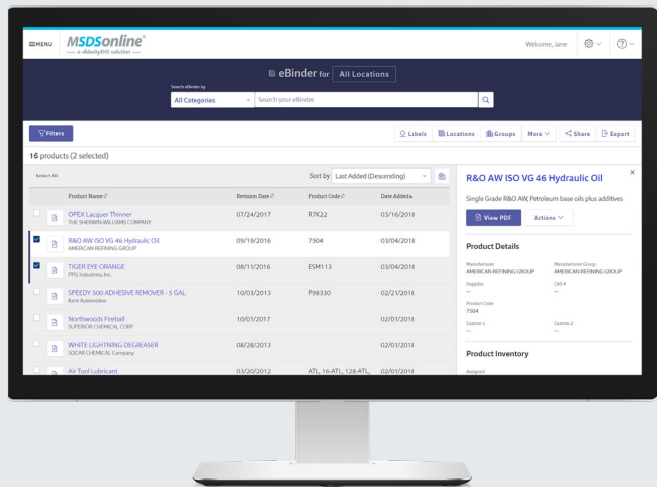 MENU
MSDSonline®
a VelocityEHS solution
Welcome, Jane
eBinder for All Locations
Search eBinder by
All Categories
Search your eBinder
Filters
Labels Locations Groups More Share Export
16 products (2 selected)
Select All
Sort by Last Added (Descending)
Product Name Revision Date Product Code Date Added
OPEX Lacquer Thinner 07/24/2017 R7K22 03/16/2018
THE SHERWIN-WILLIAMS COMPANY
R&O AW ISO VG 46 Hydraulic Oil 09/19/2016 7504 03/04/2018
AMERICAN REFINING GROUP
TIGER EYE ORANGE 08/11/2016 ESM113 03/04/2018
PPG Industries, Inc.
SPEEDY 500 ADHESIVE REMOVER - 5 GAL 10/03/2013 P98330 02/21/2018
Kent Automotive
Northwoods Fireball 10/01/2017 02/01/2018
SUPERIOR CHEMICAL CORP
WHITE LIGHTNING DEGREASER 08/28/2013 02/01/2018
SOCAR CHEMICAL Company
Air Tool Lubricant 03/20/2012 ATL, 16-ATL, 128-ATL, 02/01/2018
R&O AW ISO VG 46 Hydraulic Oil
Single Grade R&O AW, Petroleum base oils plus additives
View PDF Actions
Product Details
Manufacturer Manufacturer Group
AMERICAN REFINING GROUP AMERICAN REFINING GROUP
Supplier CAS #
— —
Product Code
7504
Custom 1 Custom 2
— —
Product Inventory
Assigned